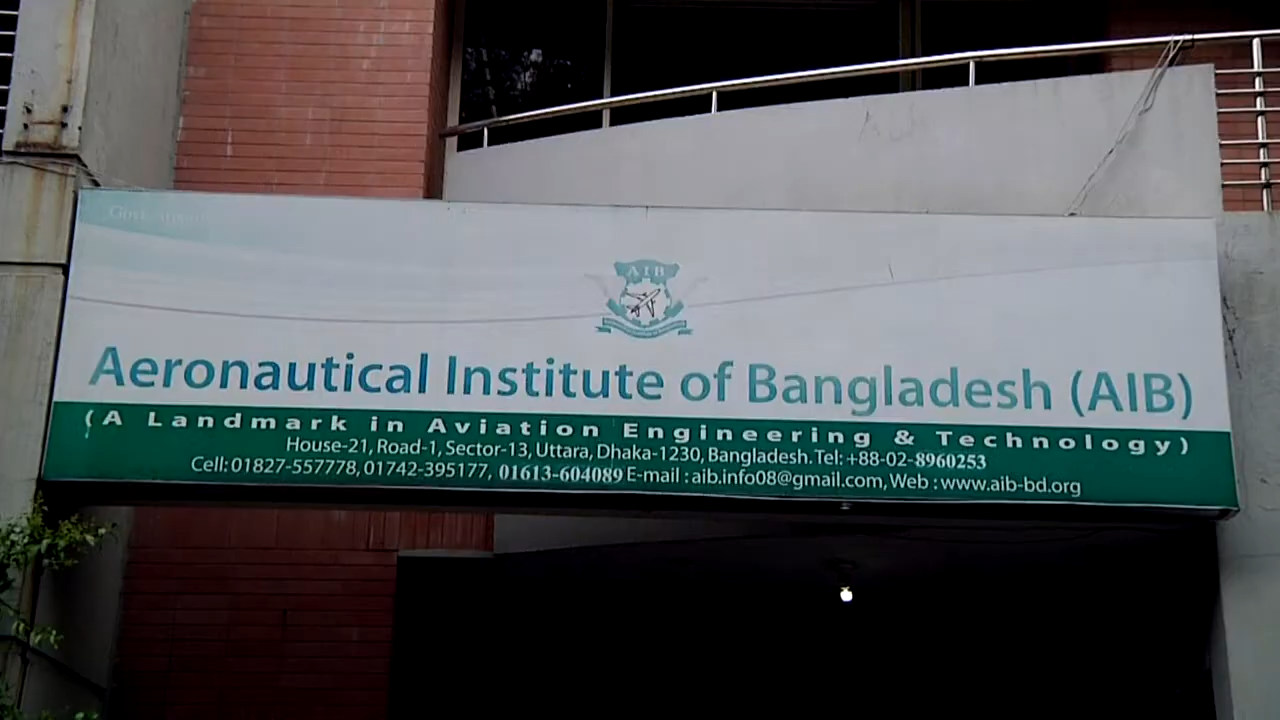 AIB
Aeronautical Institute of Bangladesh (AIB)
(A Landmark in Aviation Engineering & Technology)
House-21, Road-1, Sector-13, Uttara, Dhaka-1230, Bangladesh. Tel: +88-02-8960253
Cell: 01827-557778, 01742-395177, 01613-604089 E-mail : aib.info08@gmail.com, Web : www.aib-bd.org